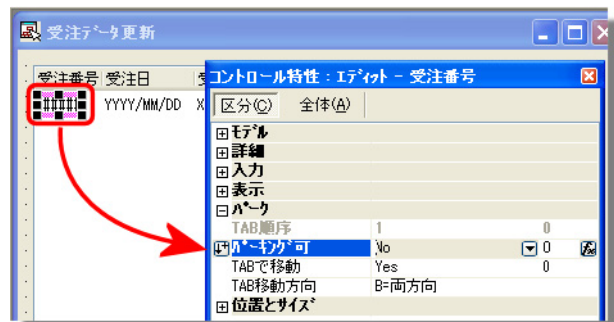 受注ﾃﾞｰﾀ更新
受注番号 受注日
##### YYYY/MM/DD X
コントロール特性：ｴﾃﾞｨｯﾄ - 受注番号
区分(C) 全体(A)
ﾓﾃﾞﾙ
詳細
入力
表示
ﾊﾟｰｸ
TAB順序 1 0
ﾊﾟｰｷﾝｸﾞ可 No 0
TABで移動 Yes 0
TAB移動方向 B=両方向
位置とサイズ